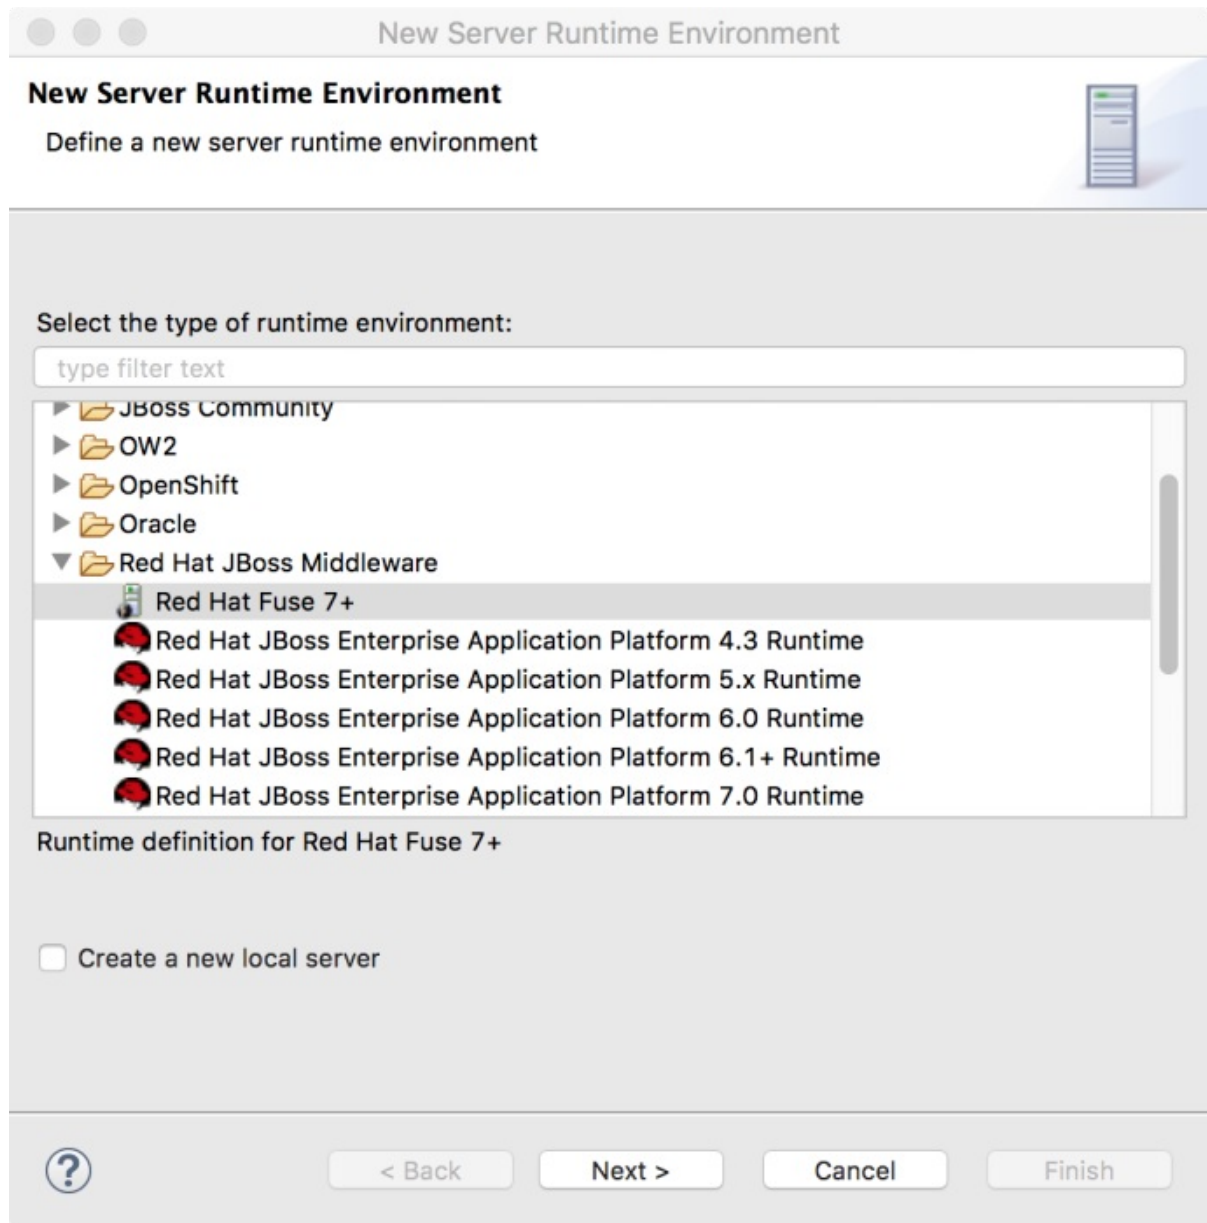 New Server Runtime Environment
New Server Runtime Environment
Define a new server runtime environment
Select the type of runtime environment:
type filter text
JBoss Community
OW2
OpenShift
Oracle
Red Hat JBoss Middleware
Red Hat Fuse 7+
Red Hat JBoss Enterprise Application Platform 4.3 Runtime
Red Hat JBoss Enterprise Application Platform 5.x Runtime
Red Hat JBoss Enterprise Application Platform 6.0 Runtime
Red Hat JBoss Enterprise Application Platform 6.1+ Runtime
Red Hat JBoss Enterprise Application Platform 7.0 Runtime
Runtime definition for Red Hat Fuse 7+
Create a new local server
? < Back Next > Cancel Finish